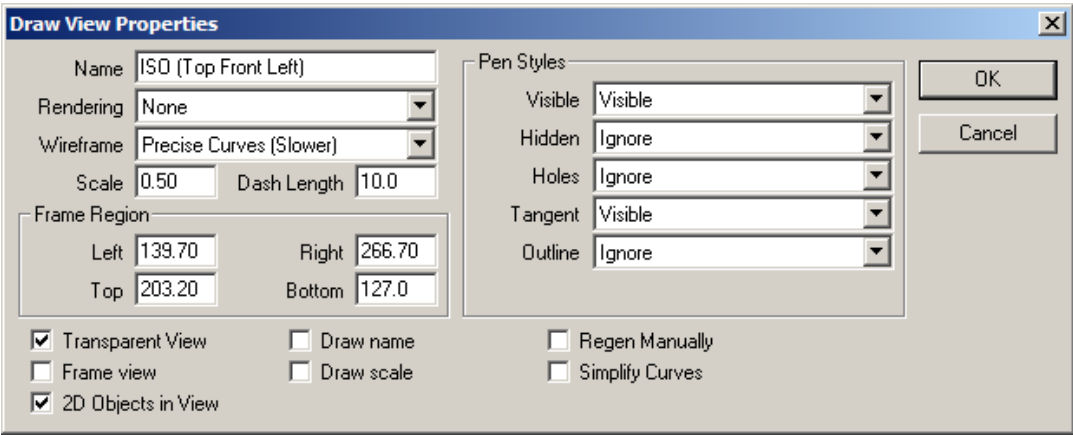 Draw View Properties
Name ISO (Top Front Left)
Rendering None
Wireframe Precise Curves (Slower)
Scale 0.50 Dash Length 10.0
Frame Region
Left 139.70 Right 266.70
Top 203.20 Bottom 127.0
Pen Styles
Visible Visible
Hidden Ignore
Holes Ignore
Tangent Visible
Outline Ignore
OK
Cancel
Transparent View Draw name Regen Manually
Frame view Draw scale Simplify Curves
2D Objects in View